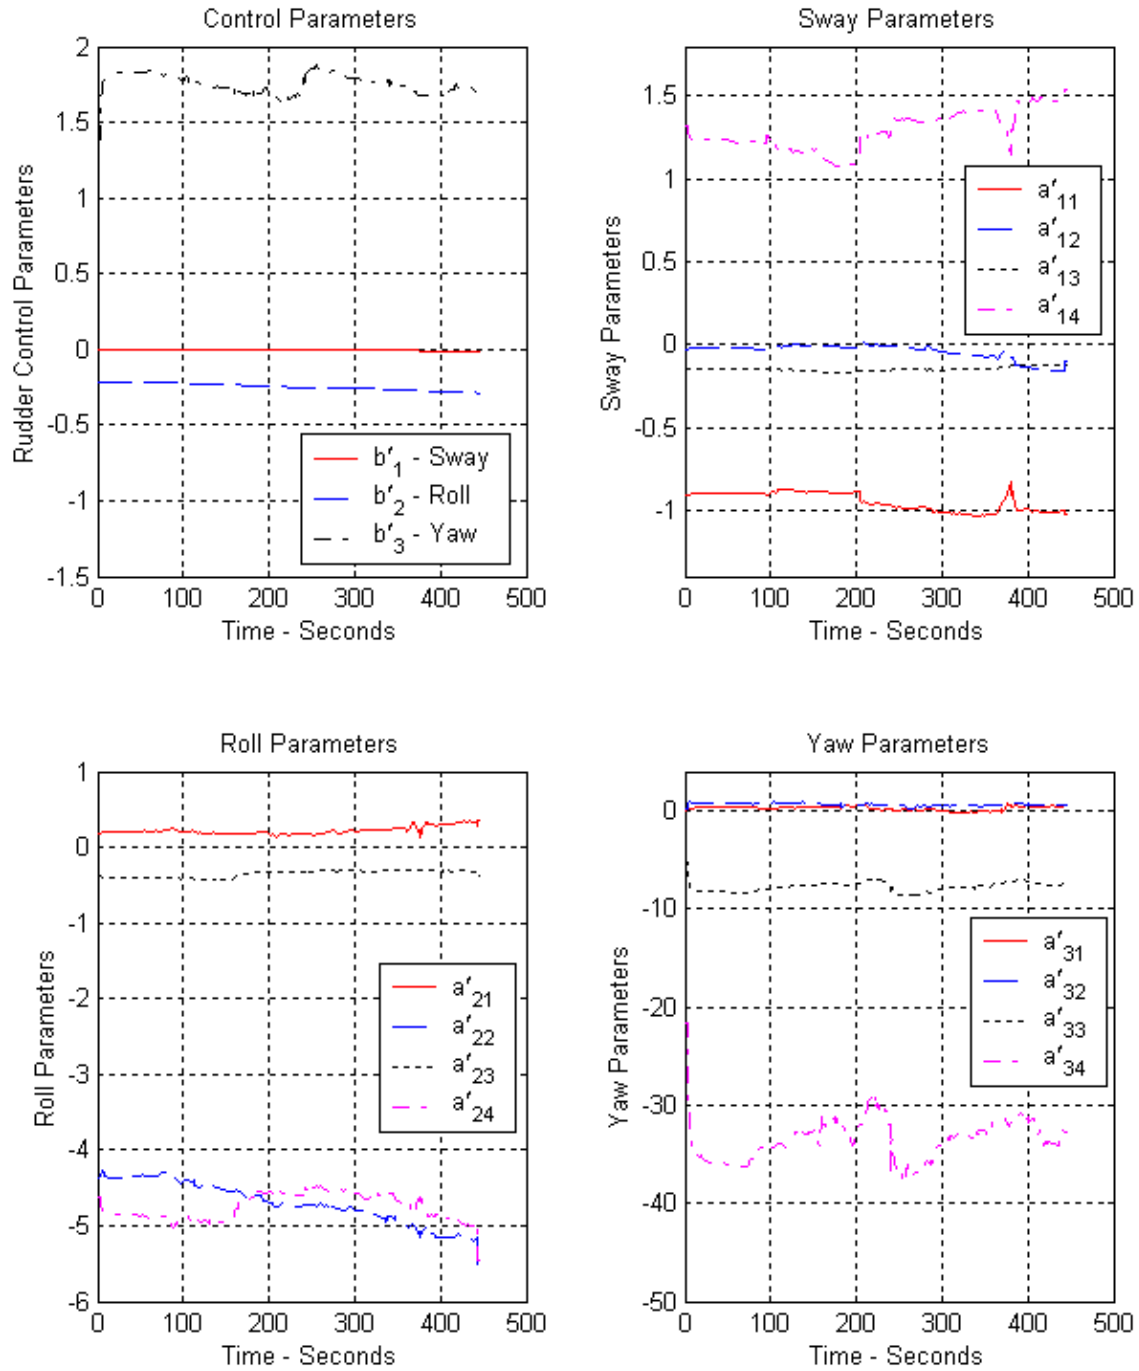 Control Parameters
Rudder Control Parameters
2
1.5
1
0.5
0
-0.5
-1
-1.5
b′1 - Sway
b′2 - Roll
b′3 - Yaw
0 100 200 300 400 500
Time - Seconds
Sway Parameters
Sway Parameters
1.5
1
0.5
0
-0.5
-1
a′11
a′12
a′13
a′14
0 100 200 300 400 500
Time - Seconds
Roll Parameters
Roll Parameters
1
0
-1
-2
-3
-4
-5
-6
a′21
a′22
a′23
a′24
0 100 200 300 400 500
Time - Seconds
Yaw Parameters
Yaw Parameters
0
-10
-20
-30
-40
-50
a′31
a′32
a′33
a′34
0 100 200 300 400 500
Time - Seconds